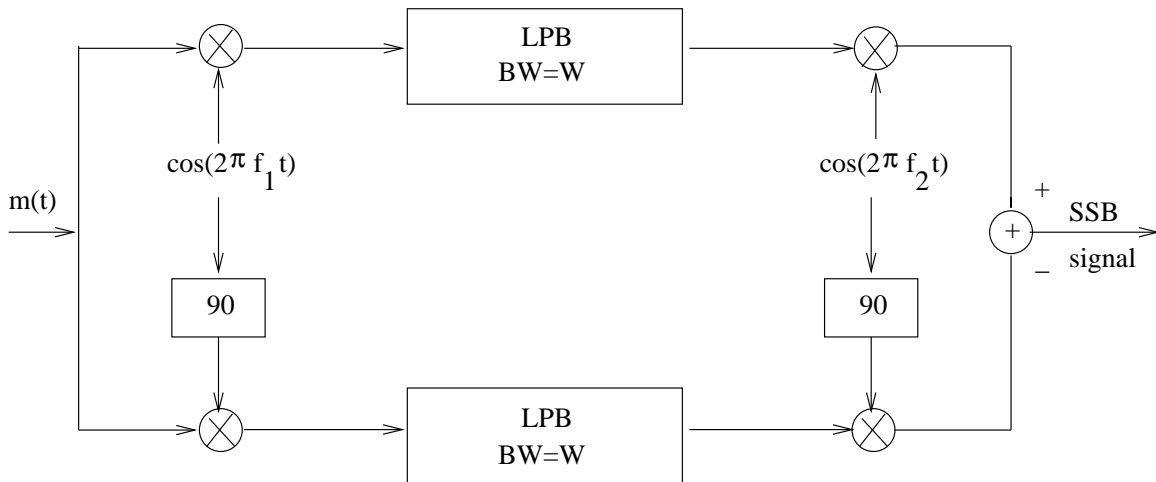 LPB
BW=W
cos(2π f₁t)
cos(2π f₂t)
m(t)
+
+
SSB
−
signal
90
90
LPB
BW=W